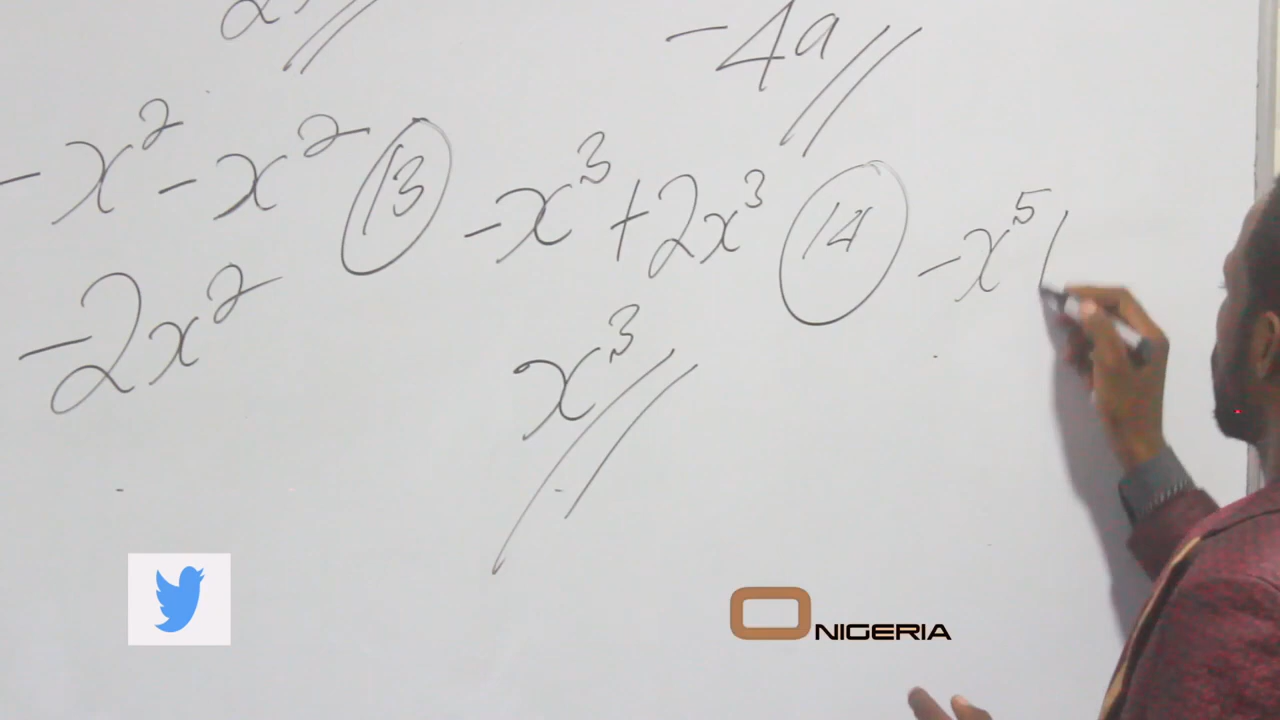 -4a
-x² -x² (13) -x³ +2x³ (14) -x⁵ (
-2x²
x³
NIGERIA